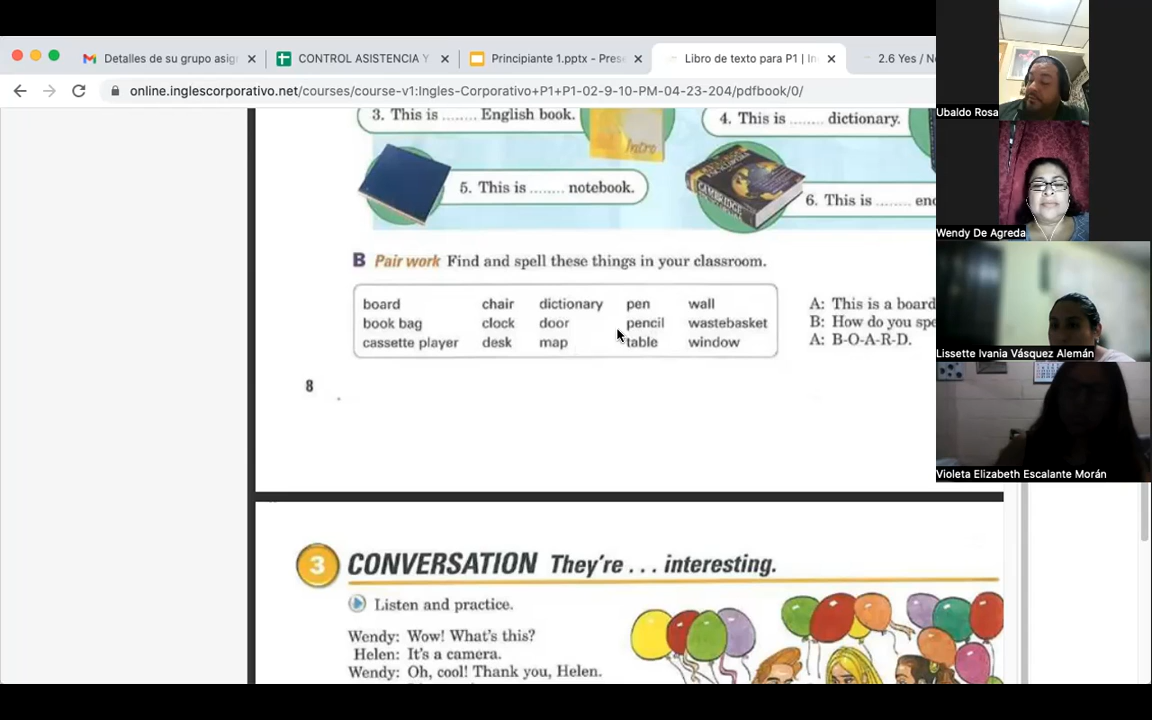 Detalles de su grupo asig
CONTROL ASISTENCIA Y
Principiante 1.pptx - Pres
Libro de texto para P1 | In
2.6 Yes / N
online.inglescorporativo.net/courses/course-v1:Ingles-Corporativo+P1+P1-02-9-10-PM-04-23-204/pdfbook/0/
3. This is ........ English book.
4. This is ........ dictionary.
Intro
5. This is ........ notebook.
CAMBRIDGE
6. This is ........ enc
B Pair work Find and spell these things in your classroom.
board chair dictionary pen wall
book bag clock door pencil wastebasket
cassette player desk map table window
A: This is a board
B: How do you spe
A: B-O-A-R-D.
8
3 CONVERSATION They're . . . interesting.
Listen and practice.
Wendy: Wow! What's this?
Helen: It's a camera.
Wendy: Oh, cool! Thank you, Helen.
Ubaldo Rosa
Wendy De Agreda
Lissette Ivania Vásquez Alemán
Violeta Elizabeth Escalante Morán